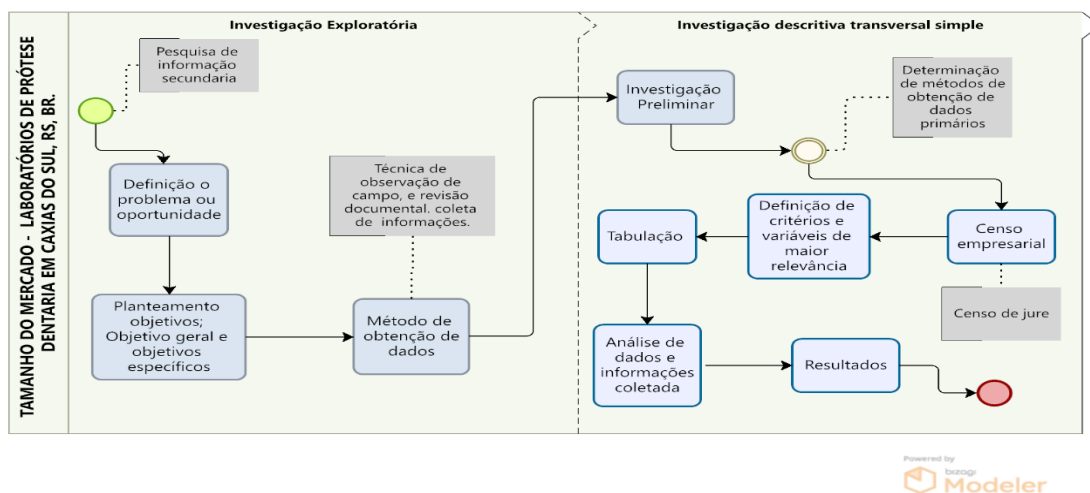 TAMANHO DO MERCADO - LABORATÓRIOS DE PRÓTESE
DENTARIA EM CAXIAS DO SUL, RS, BR.
Investigação Exploratória
Pesquisa de
informação
secundaria
Definição o
problema ou
oportunidade
Técnica de
observação de
campo, e revisão
documental. coleta
de informações.
Planteamento
objetivos;
Objetivo geral e
objetivos
específicos
Método de
obtenção de
dados
Investigação descritiva transversal simple
Investigação
Preliminar
Determinação
de métodos de
obtenção de
dados
primários
Censo
empresarial
Censo de jure
Definição de
critérios e
variáveis de
maior
relevância
Tabulação
Análise de
dados e
informações
coletada
Resultados
Powered by
bizagi
Modeler